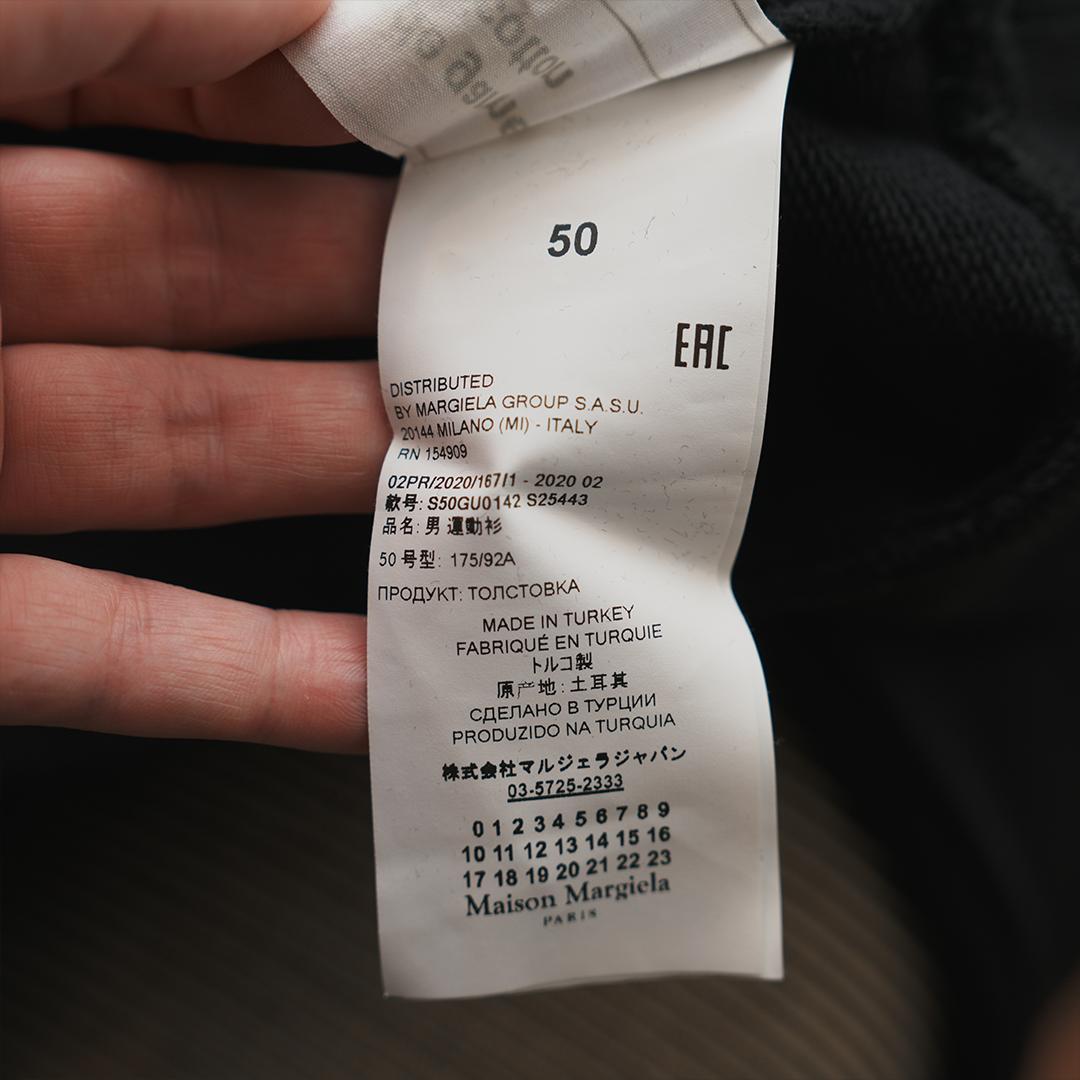 50
EAC
DISTRIBUTED
BY MARGIELA GROUP S.A.S.U.
20144 MILANO (MI) - ITALY
RN 154909
02PR/2020/167/1 - 2020 02
款号: S50GU0142 S25443
品名: 男 運動衫
50 号型: 175/92A
ПРОДУКТ: ТОЛСТОВКА
MADE IN TURKEY
FABRIQUÉ EN TURQUIE
トルコ製
原产地: 土耳其
СДЕЛАНО В ТУРЦИИ
PRODUZIDO NA TURQUIA
株式会社マルジェラジャパン
03-5725-2333
0 1 2 3 4 5 6 7 8 9
10 11 12 13 14 15 16
17 18 19 20 21 22 23
Maison Margiela
PARIS